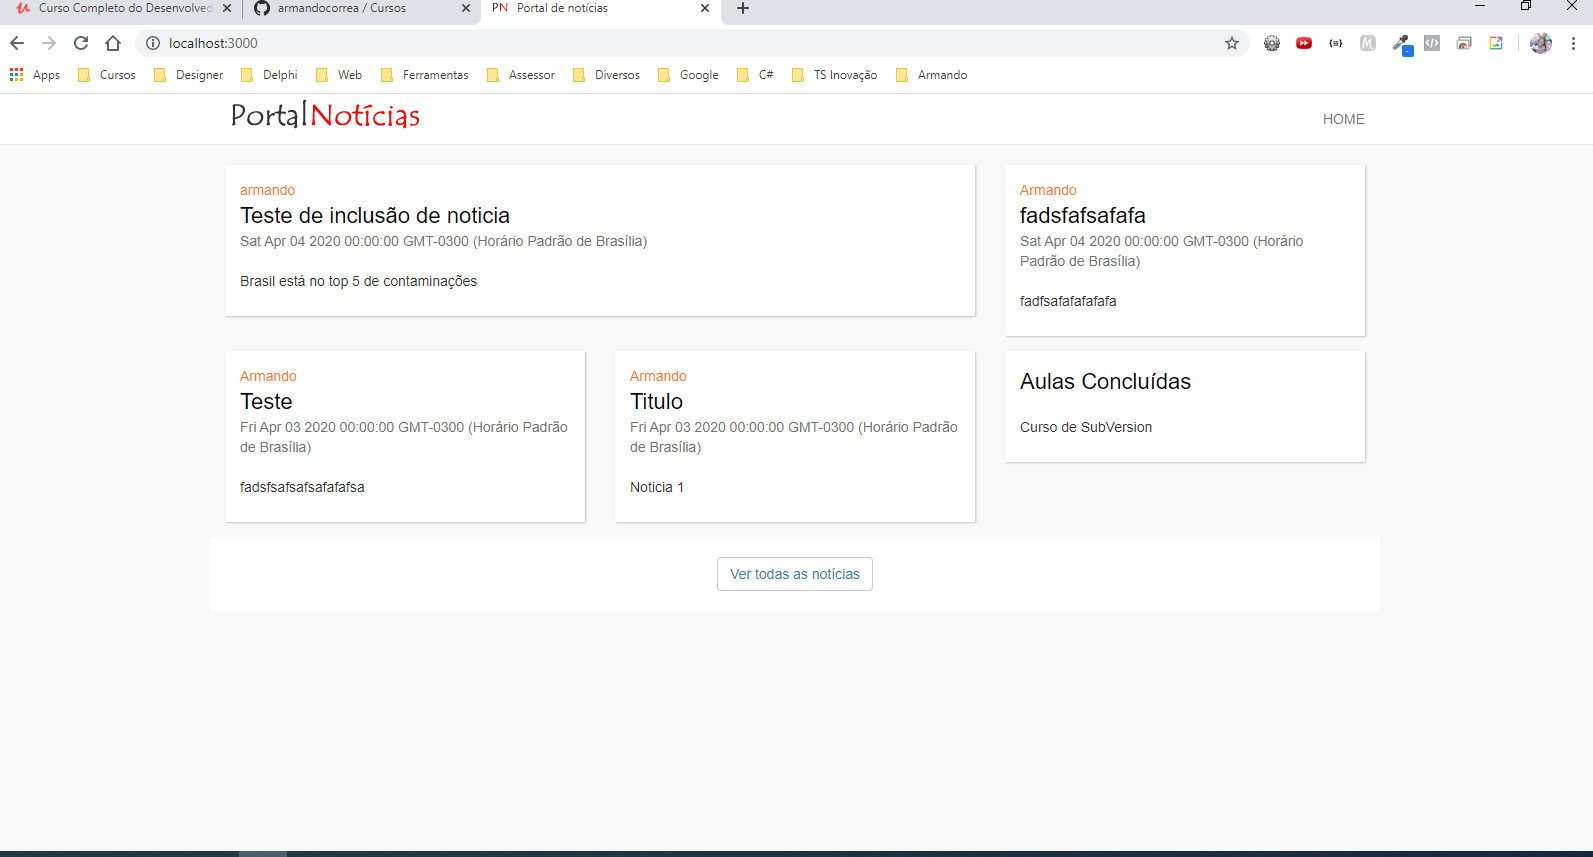 Curso Completo do Desenvolved
armandocorrea / Cursos
PN Portal de notícias
localhost:3000
Apps
Cursos
Designer
Delphi
Web
Ferramentas
Assessor
Diversos
Google
C#
TS Inovação
Armando
PortalNotícias
HOME
armando
Teste de inclusão de noticia
Sat Apr 04 2020 00:00:00 GMT-0300 (Horário Padrão de Brasília)
Brasil está no top 5 de contaminações
Armando
fadsfafsafafa
Sat Apr 04 2020 00:00:00 GMT-0300 (Horário
Padrão de Brasília)
fadfsafafafafafa
Armando
Teste
Fri Apr 03 2020 00:00:00 GMT-0300 (Horário Padrão
de Brasília)
fadsfsafsafsafafafsa
Armando
Titulo
Fri Apr 03 2020 00:00:00 GMT-0300 (Horário Padrão
de Brasília)
Noticia 1
Aulas Concluídas
Curso de SubVersion
Ver todas as notícias